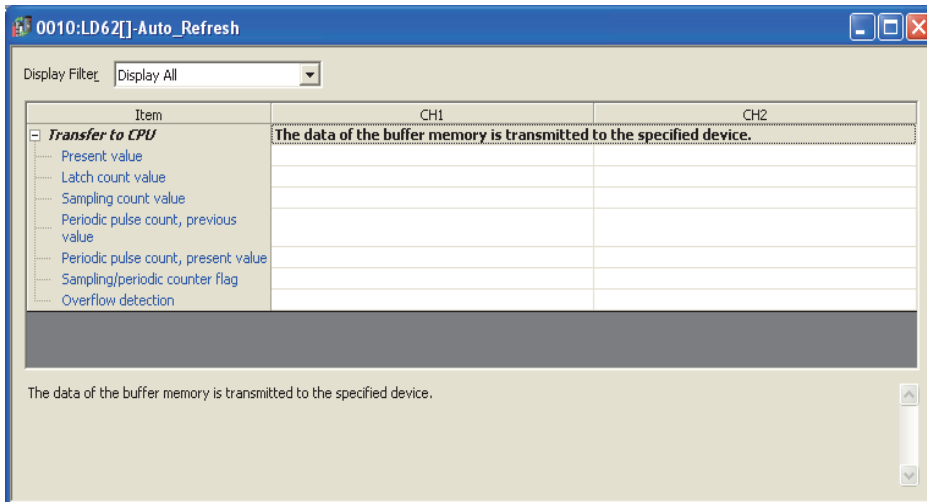 0010:LD62[]-Auto_Refresh
Display Filter Display All
Item CH1 CH2
Transfer to CPU The data of the buffer memory is transmitted to the specified device.
Present value
Latch count value
Sampling count value
Periodic pulse count, previous
value
Periodic pulse count, present value
Sampling/periodic counter flag
Overflow detection
The data of the buffer memory is transmitted to the specified device.